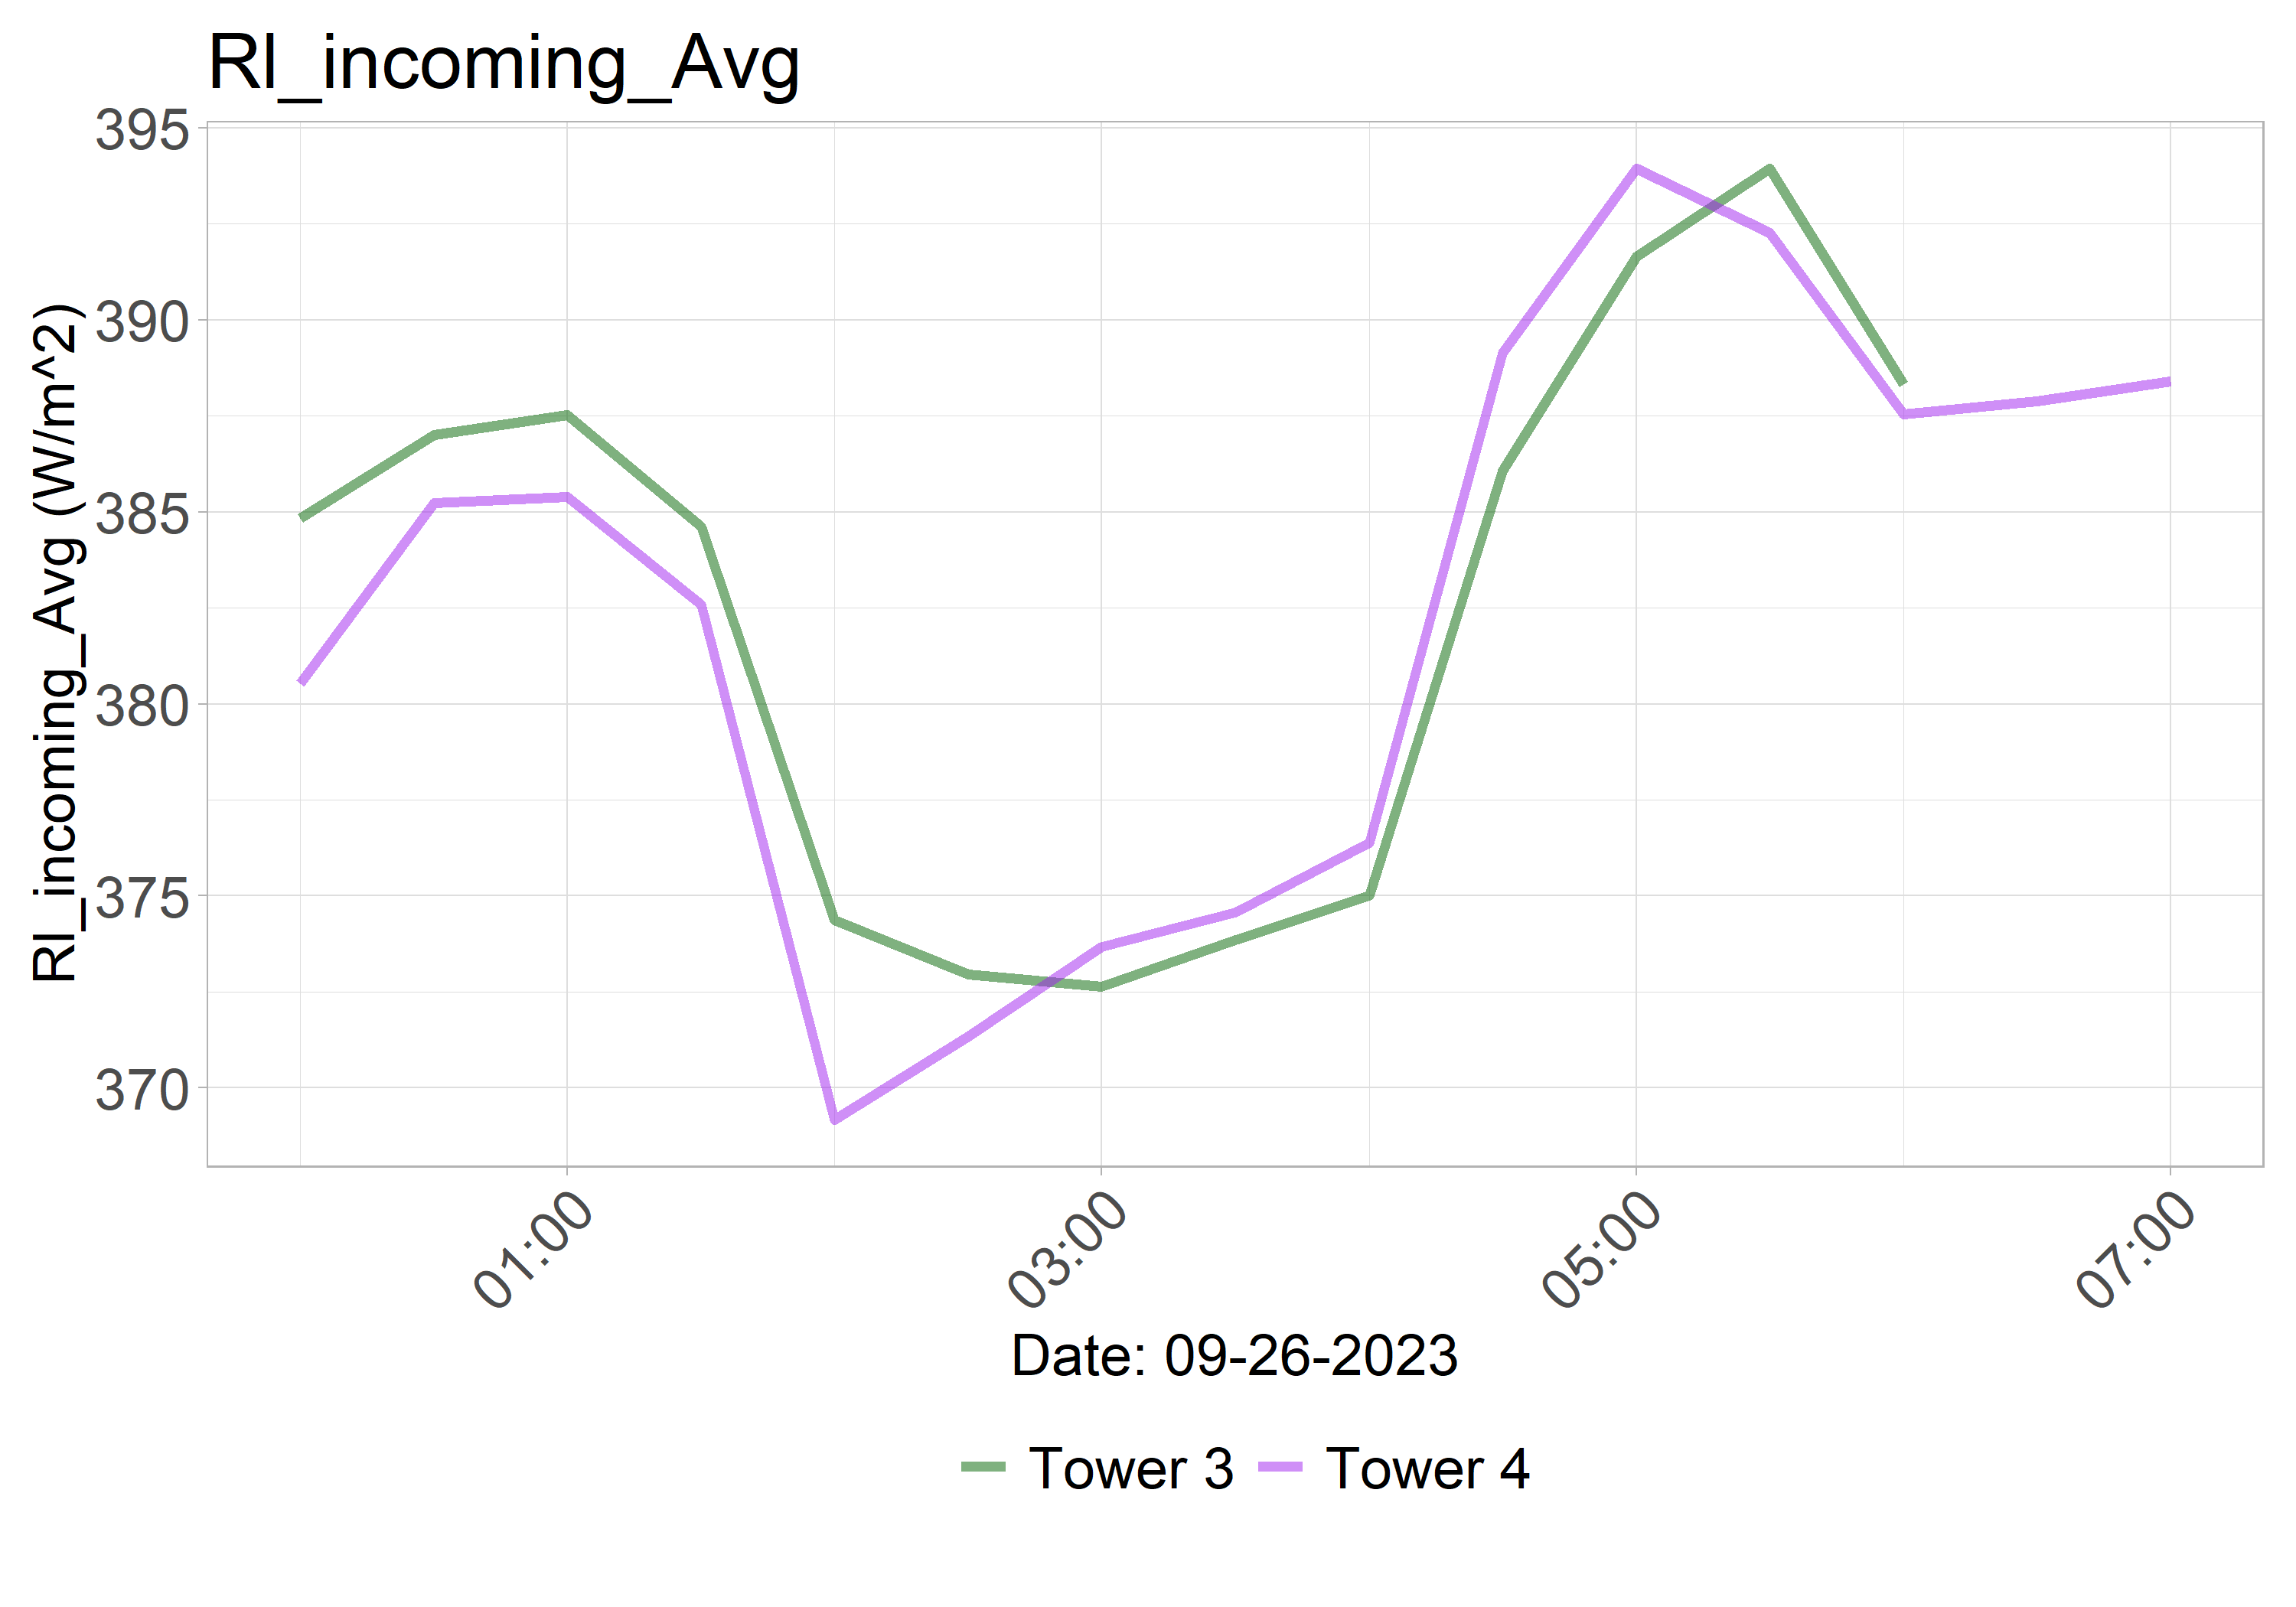 Rl_incoming_Avg
Rl_incoming_Avg (W/m^2)
395
390
385
380
375
370
01:00
03:00
05:00
07:00
Date: 09-26-2023
Tower 3
Tower 4